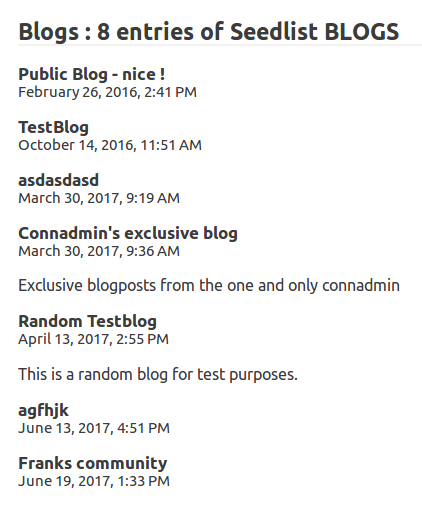 Blogs : 8 entries of Seedlist BLOGS
Public Blog - nice !
February 26, 2016, 2:41 PM
TestBlog
October 14, 2016, 11:51 AM
asdasdasd
March 30, 2017, 9:19 AM
Connadmin's exclusive blog
March 30, 2017, 9:36 AM
Exclusive blogposts from the one and only connadmin
Random Testblog
April 13, 2017, 2:55 PM
This is a random blog for test purposes.
agfhjk
June 13, 2017, 4:51 PM
Franks community
June 19, 2017, 1:33 PM